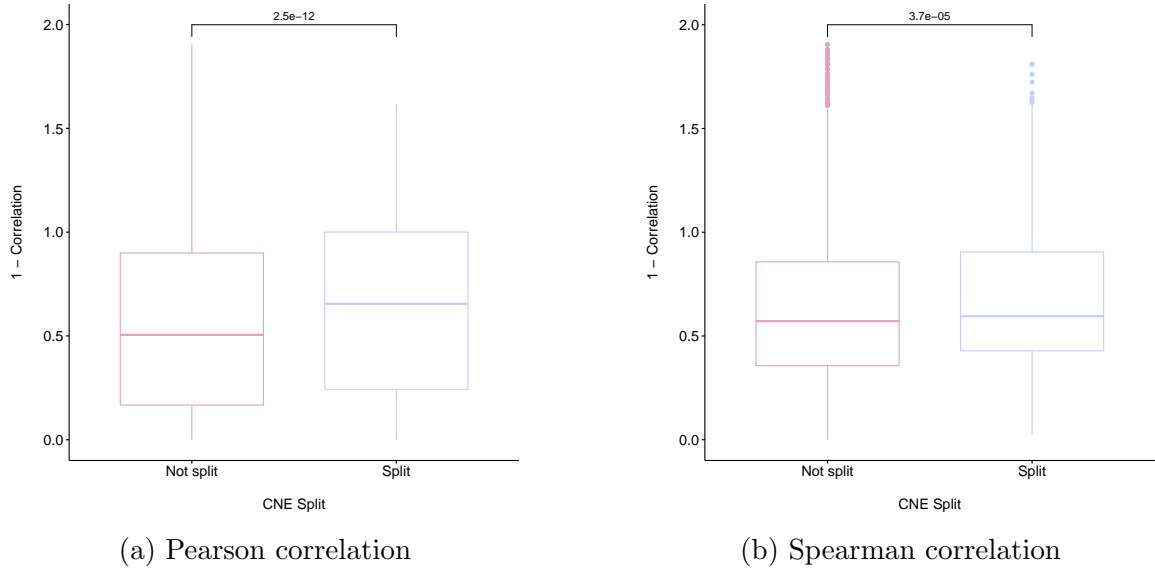 2.5e−12
2.0
1.5
1.0
0.5
0.0
1 − Correlation
Not split
Split
CNE Split
(a) Pearson correlation
3.7e−05
2.0
1.5
1.0
0.5
0.0
1 − Correlation
Not split
Split
CNE Split
(b) Spearman correlation